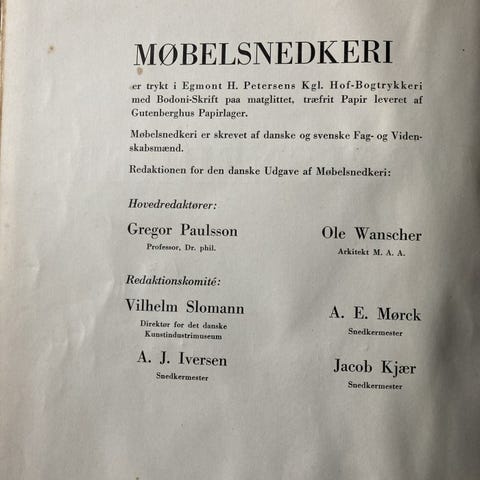 MØBELSNEDKERI
er trykt i Egmont H. Petersens Kgl. Hof-Bogtrykkeri
med Bodoni-Skrift paa matglittet, træfrit Papir leveret af
Gutenberghus Papirlager.
Møbelsnedkeri er skrevet af danske og svenske Fag- og Viden-
skabsmænd.
Redaktionen for den danske Udgave af Møbelsnedkeri:
Hovedredaktører:
Gregor Paulsson
Professor, Dr. phil.
Ole Wanscher
Arkitekt M. A. A.
Redaktionskomité:
Vilhelm Slomann
Direktør for det danske
Kunstindustrimuseum
A. E. Mørck
Snedkermester
A. J. Iversen
Snedkermester
Jacob Kjær
Snedkermester